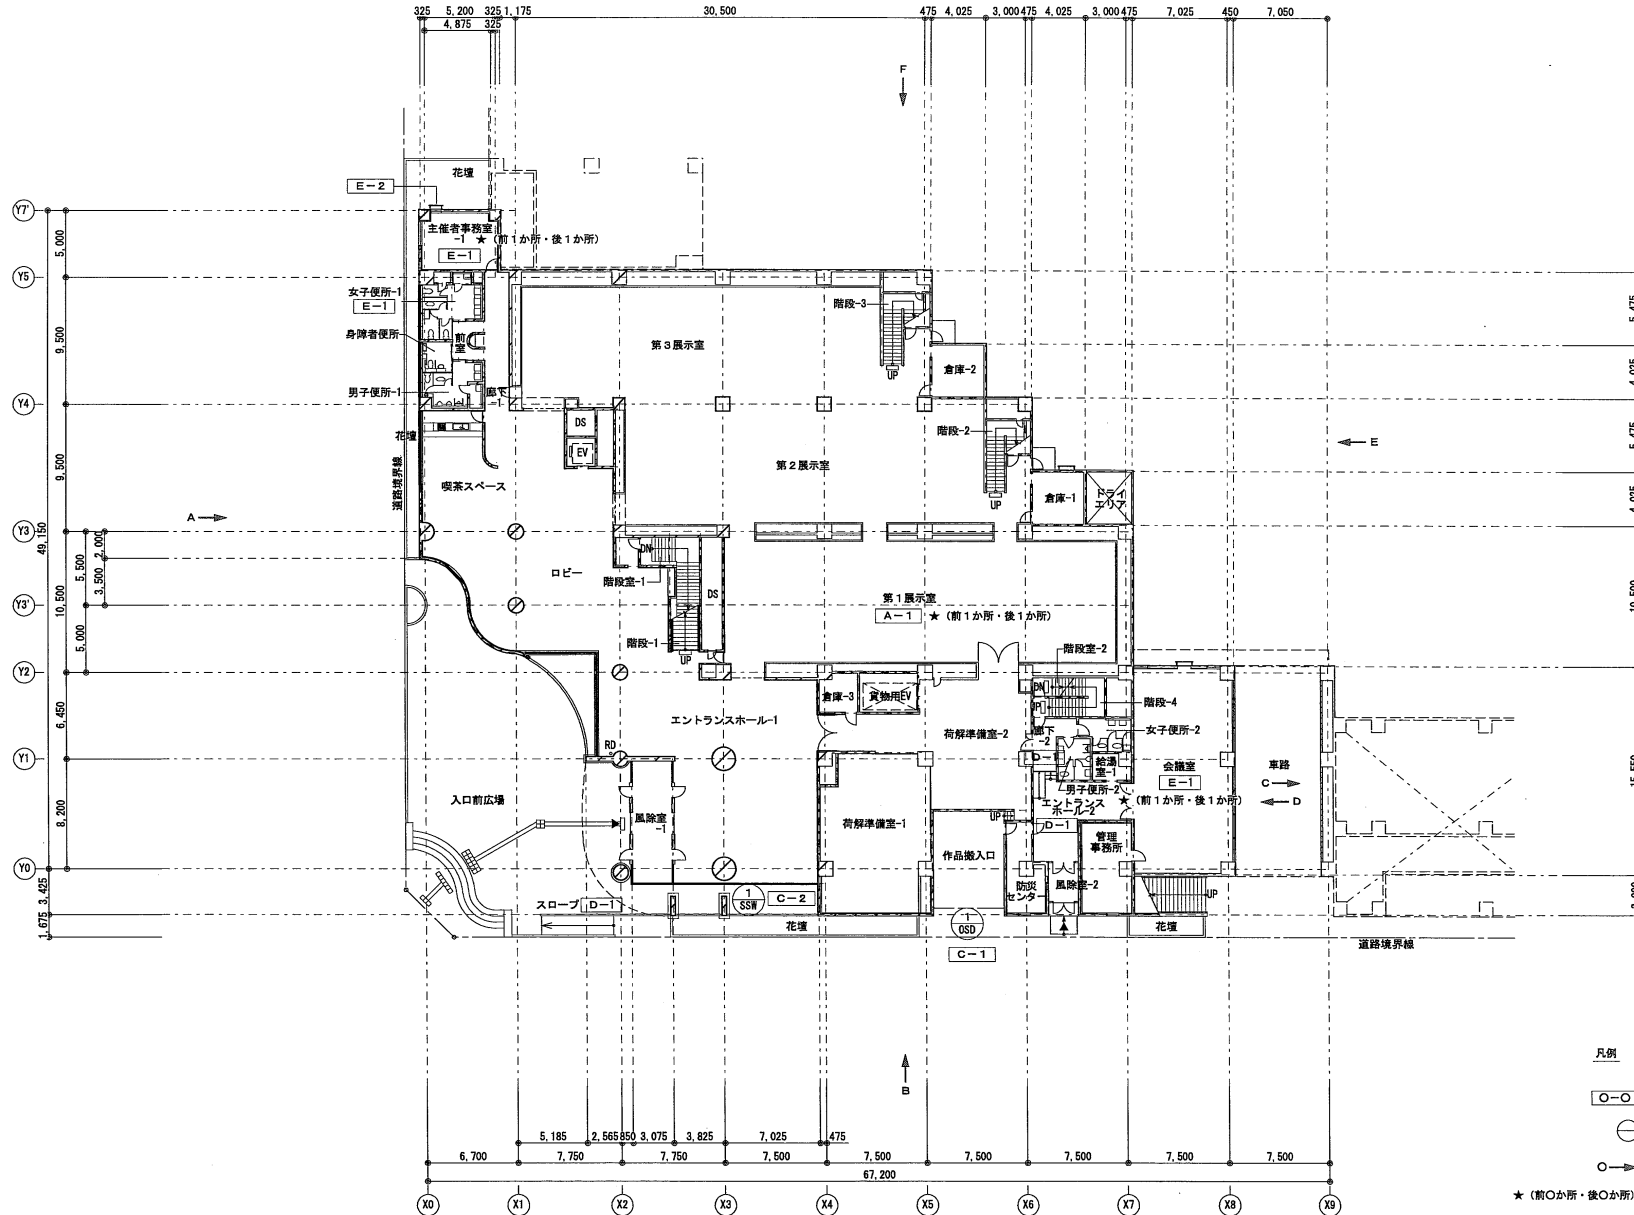 325 5,200 325 1,175 30,500 475 4,025 3,000 475 4,025 3,000 475 7,025 450 7,050
4,875 325
F
花壇
E-2
Y7'
主催者事務室
-1 ★ (前1か所・後1か所)
E-1
5,000
Y5
女子便所-1
E-1
階段-3
身障者便所
前室
第3展示室
9,500
UP
倉庫-2
男子便所-1
廊下
-1
Y4
花壇
DS
EV
階段-2
E
道路境界線
喫茶スペース
第2展示室
9,500
倉庫-1
ドライ
エリア
UP
A
Y3
49,150
2,000
5,500
3,500
10,500
5,000
DN
ロビー
階段室-1
DS
第1展示室
Y3'
A-1 ★ (前1か所・後1か所)
階段-1
UP
階段室-2
Y2
倉庫-3
貨物用EV
DN
UP
階段-4
6,450
エントランスホール-1
荷解準備室-2
廊下
-2
女子便所-2
RD
Y1
D-1
給湯
室-1
会議室
E-1
車路
C
D
男子便所-2
入口前広場
風除室
-1
エントランス
ホール-2
★ (前1か所・後1か所)
8,200
荷解準備室-1
UP
D-1
管理
事務所
作品搬入口
Y0
防災
センター
風除室-2
UP
3,425
スロープ
D-1
1
SSW
C-2
1,675
花壇
1
OSD
花壇
道路境界線
C-1
凡例
B
O-O
O
5,185 2,565 850 3,075 3,825 7,025 475
6,700 7,750 7,750 7,500 7,500 7,500 7,500 7,500 7,500
67,200
★ (前O か所・後O か所)
X0 X1 X2 X3 X4 X5 X6 X7 X8 X9